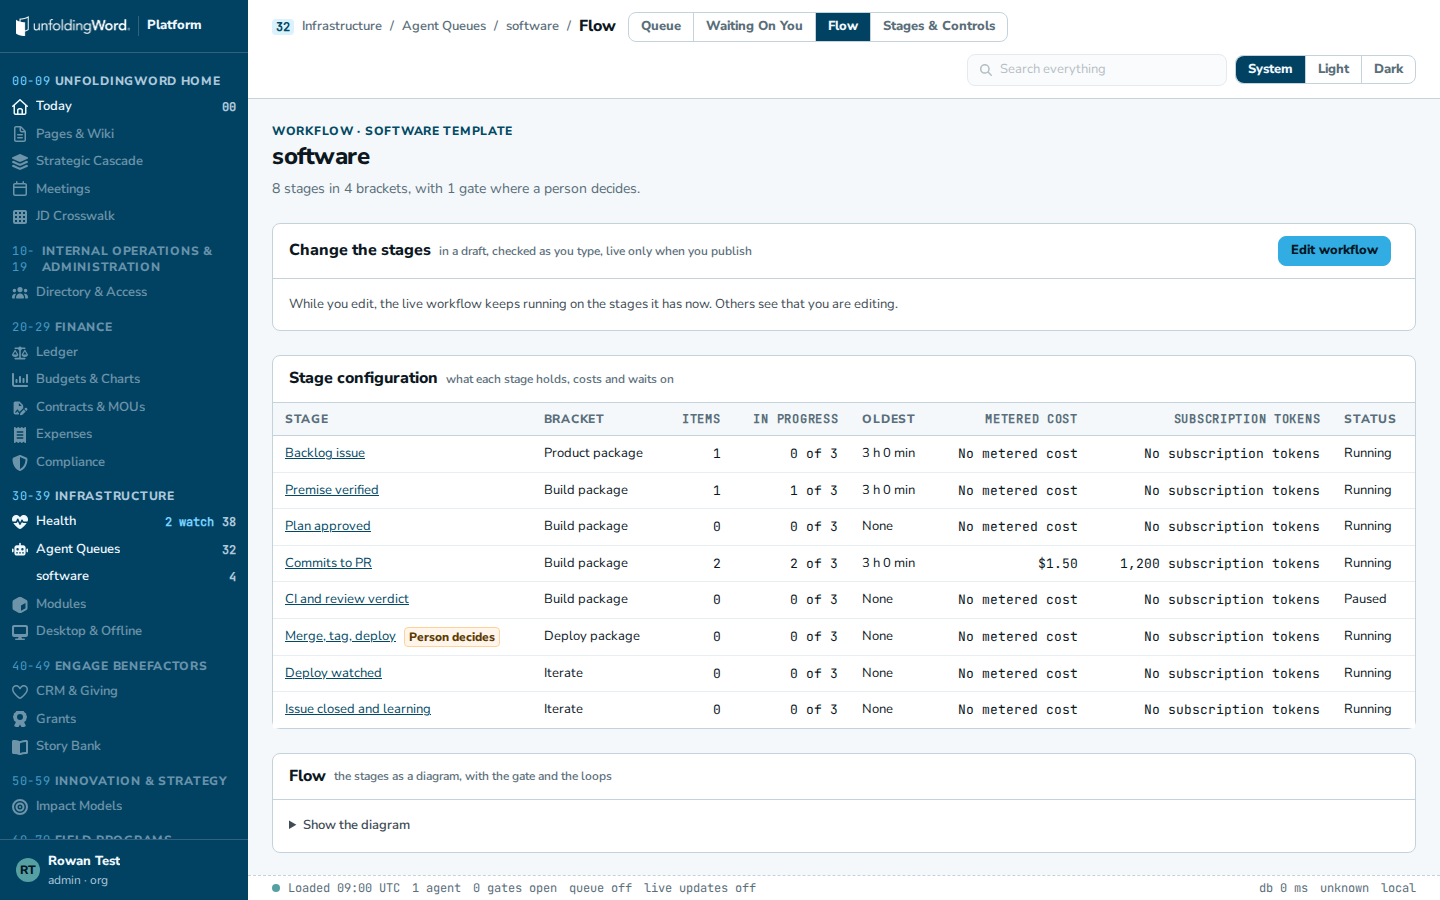 unfoldingWord. Platform
00-09 UNFOLDINGWORD HOME
Today 00
Pages & Wiki
Strategic Cascade
Meetings
JD Crosswalk
10-19 INTERNAL OPERATIONS & ADMINISTRATION
Directory & Access
20-29 FINANCE
Ledger
Budgets & Charts
Contracts & MOUs
Expenses
Compliance
30-39 INFRASTRUCTURE
Health 2 watch 38
Agent Queues 32
software 4
Modules
Desktop & Offline
40-49 ENGAGE BENEFACTORS
CRM & Giving
Grants
Story Bank
50-59 INNOVATION & STRATEGY
Impact Models
RT Rowan Test
admin · org
32 Infrastructure / Agent Queues / software / Flow
Queue Waiting On You Flow Stages & Controls
Search everything
System Light Dark
WORKFLOW · SOFTWARE TEMPLATE
software
8 stages in 4 brackets, with 1 gate where a person decides.
Change the stages in a draft, checked as you type, live only when you publish
Edit workflow
While you edit, the live workflow keeps running on the stages it has now. Others see that you are editing.
Stage configuration what each stage holds, costs and waits on
STAGE BRACKET ITEMS IN PROGRESS OLDEST METERED COST SUBSCRIPTION TOKENS STATUS
Backlog issue Product package 1 0 of 3 3 h 0 min No metered cost No subscription tokens Running
Premise verified Build package 1 1 of 3 3 h 0 min No metered cost No subscription tokens Running
Plan approved Build package 0 0 of 3 None No metered cost No subscription tokens Running
Commits to PR Build package 2 2 of 3 3 h 0 min $1.50 1,200 subscription tokens Running
CI and review verdict Build package 0 0 of 3 None No metered cost No subscription tokens Paused
Merge, tag, deploy Person decides Deploy package 0 0 of 3 None No metered cost No subscription tokens Running
Deploy watched Iterate 0 0 of 3 None No metered cost No subscription tokens Running
Issue closed and learning Iterate 0 0 of 3 None No metered cost No subscription tokens Running
Flow the stages as a diagram, with the gate and the loops
Show the diagram
Loaded 09:00 UTC 1 agent 0 gates open queue off live updates off
db 0 ms unknown local